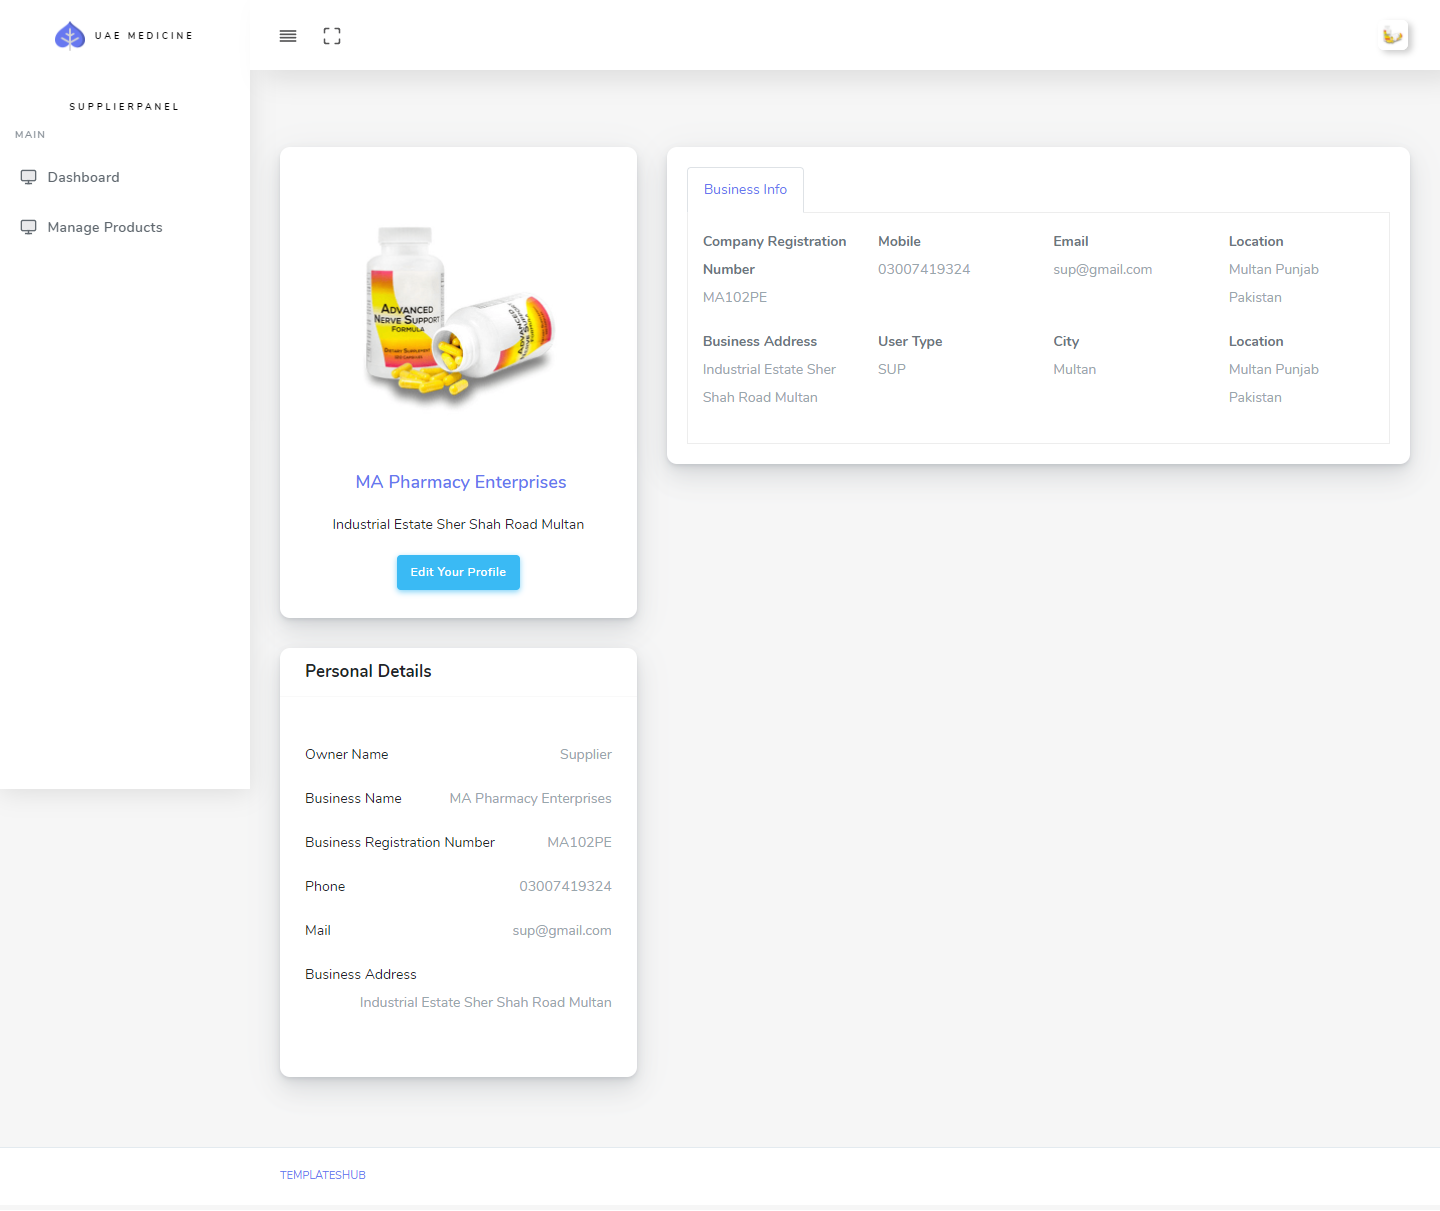 UAE MEDICINE
SUPPLIERPANEL
MAIN
Dashboard
Manage Products
ADVANCED
NERVE SUPPORT
FORMULA
DIETARY SUPPLEMENT
MA Pharmacy Enterprises
Industrial Estate Sher Shah Road Multan
Edit Your Profile
Personal Details
Owner Name Supplier
Business Name MA Pharmacy Enterprises
Business Registration Number MA102PE
Phone 03007419324
Mail sup@gmail.com
Business Address
Industrial Estate Sher Shah Road Multan
Business Info
Company Registration
Number
MA102PE
Mobile
03007419324
Email
sup@gmail.com
Location
Multan Punjab
Pakistan
Business Address
Industrial Estate Sher
Shah Road Multan
User Type
SUP
City
Multan
Location
Multan Punjab
Pakistan
TEMPLATESHUB